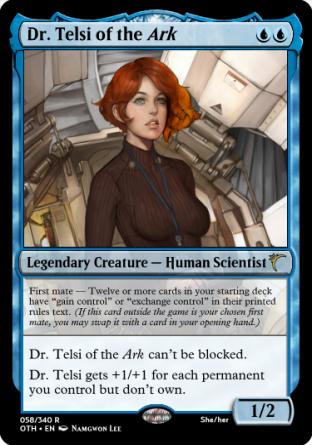 Dr. Telsi of the Ark
Legendary Creature — Human Scientist
First mate — Twelve or more cards in your starting deck
have “gain control” or “exchange control” in their printed
rules text. (If this card outside the game is your chosen first
mate, you may swap it with a card in your opening hand.)
Dr. Telsi of the Ark can’t be blocked.
Dr. Telsi gets +1/+1 for each permanent
you control but don’t own.
1/2
058/340 R
She/her
OTH • EN Namgwon Lee